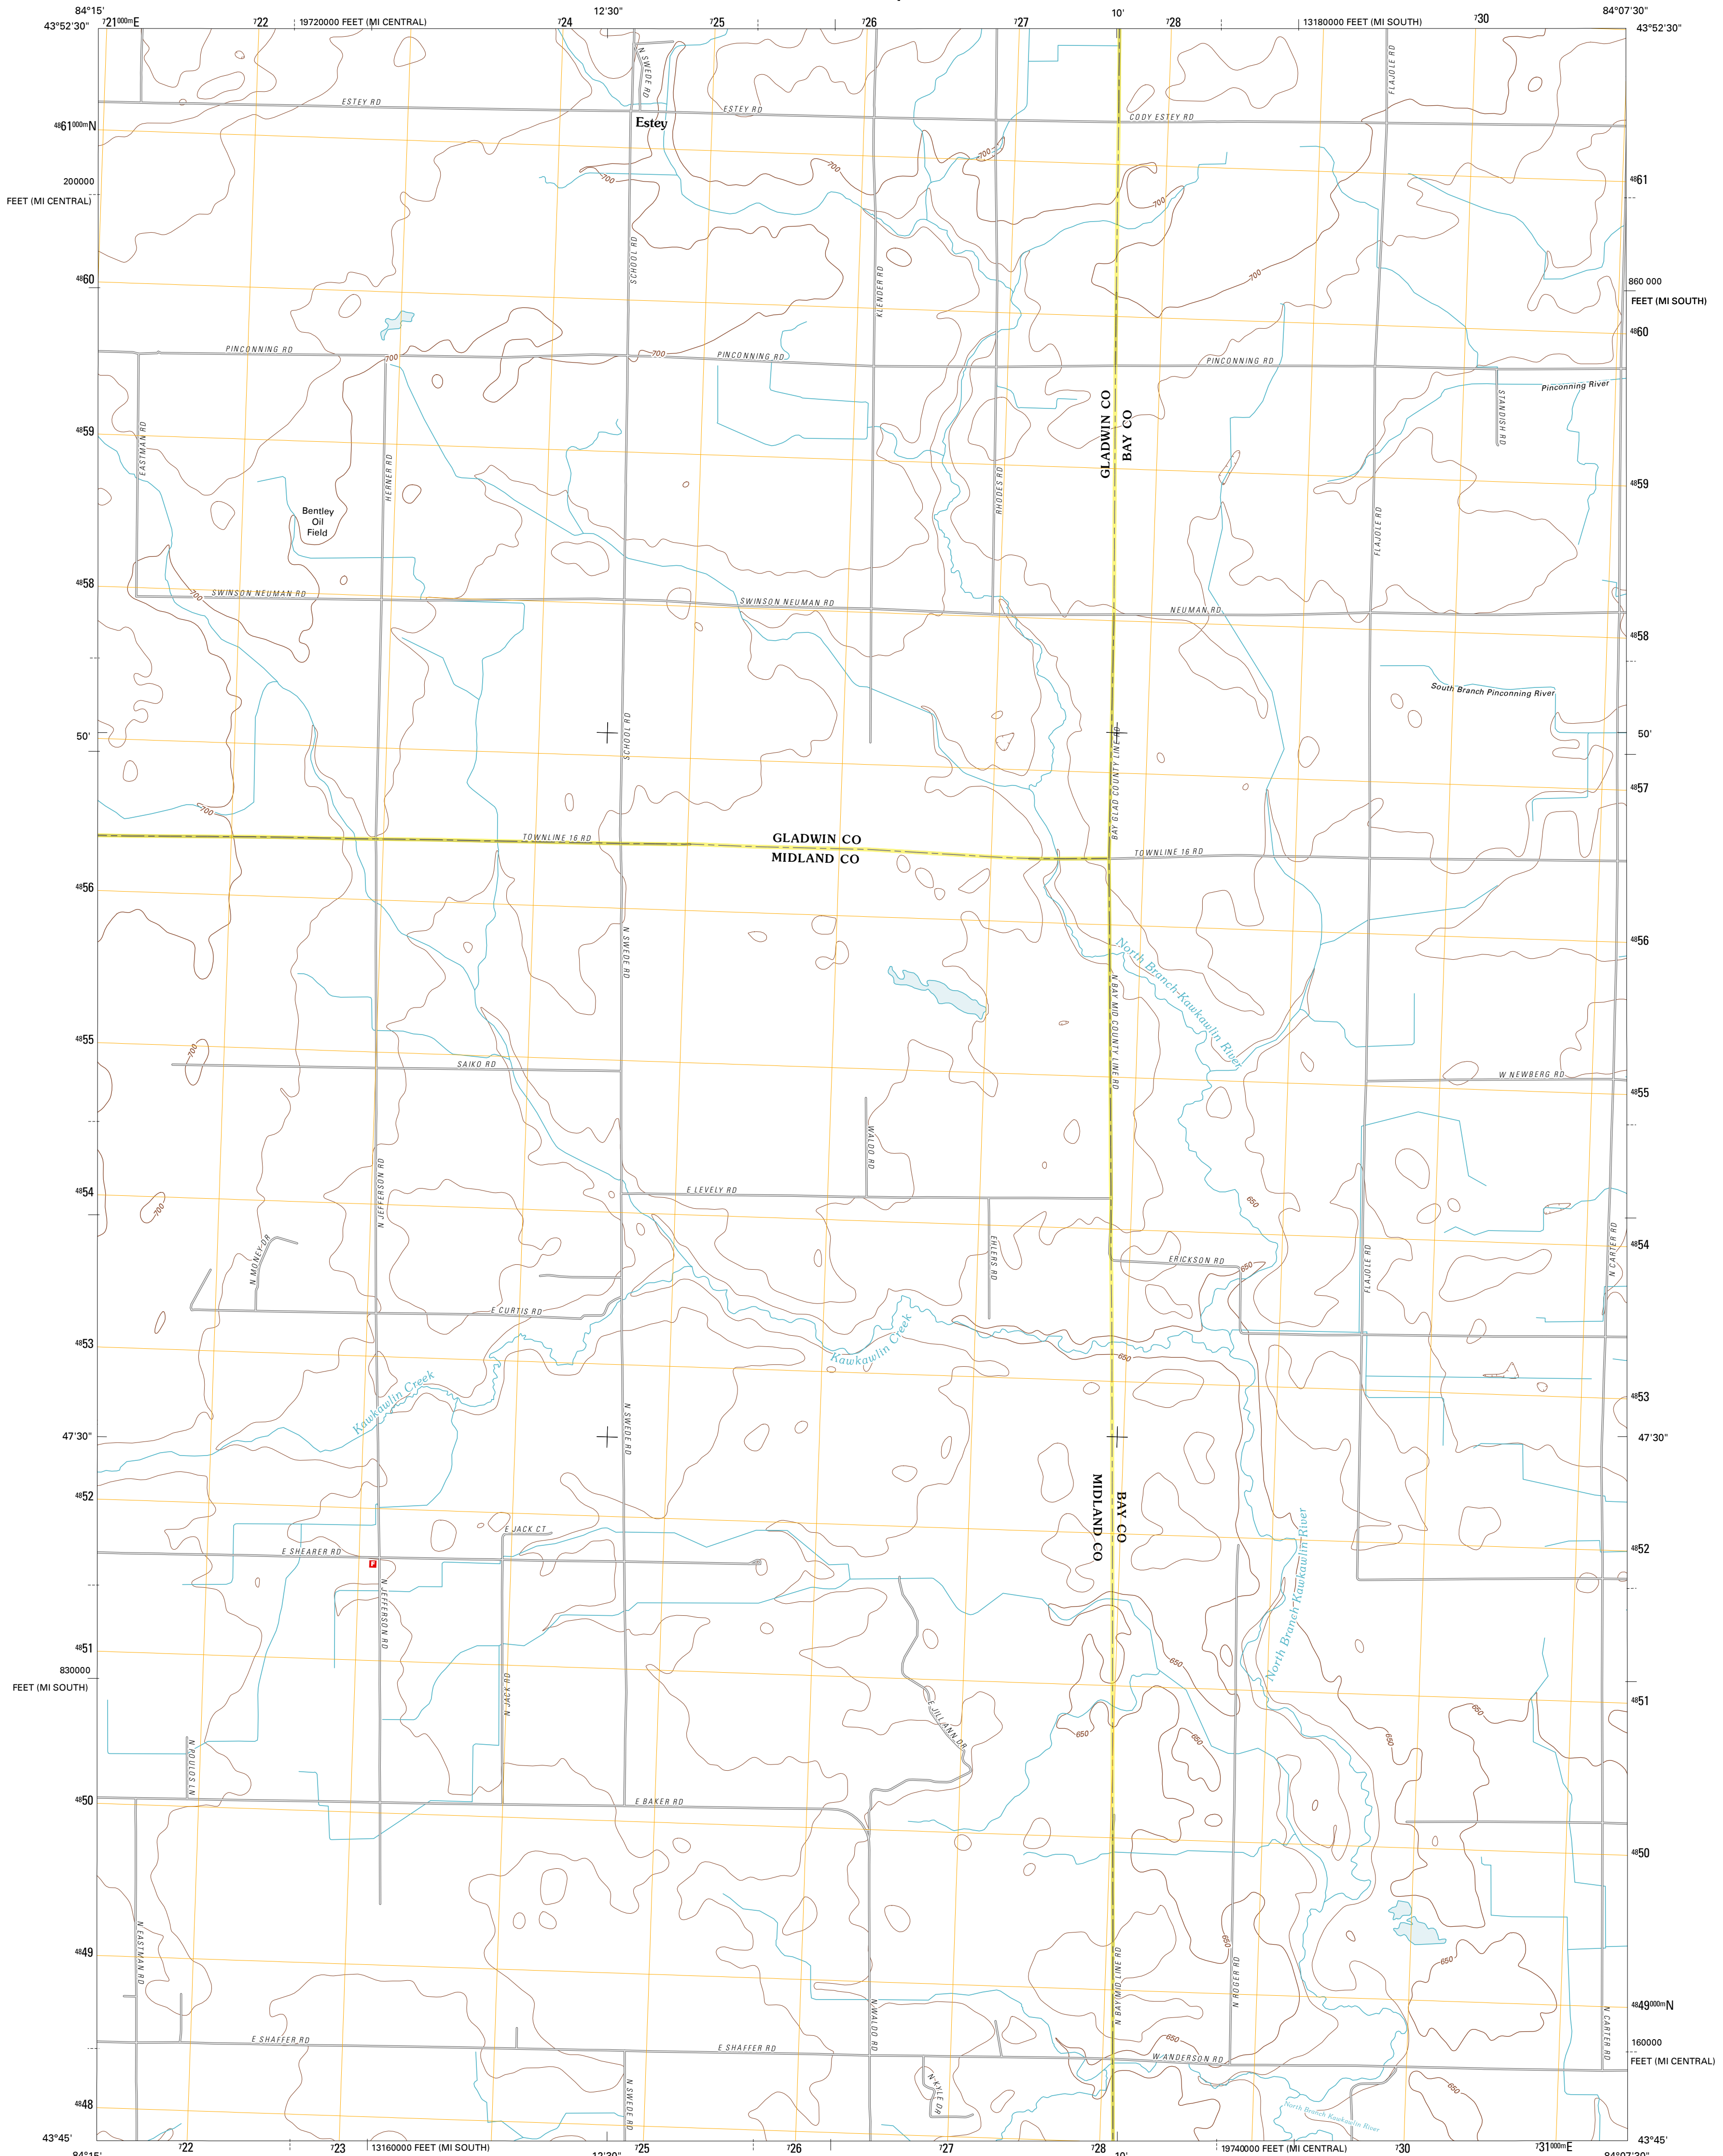 84°15'
12'30"
10'
84°07'30"
721000mE
722
19720000 FEET (MI CENTRAL)
724
725
726
727
728
13180000 FEET (MI SOUTH)
730
43°52'30"
43°52'30"
N SWEDE RD
FLAJOLE RD
ESTEY RD
ESTEY RD
CODY ESTEY RD
Estey
4861000mN
700
700
700
4861
200000
FEET (MI CENTRAL)
700
SCHOOL RD
KLENDER RD
700
4860
860 000
FEET (MI SOUTH)
4860
PINCONNING RD
700
700
PINCONNING RD
PINCONNING RD
Pinconning River
STANDISH RD
GLADWIN CO
BAY CO
4859
EASTMAN RD
HERNER RD
RHODES RD
4859
Bentley
Oil
Field
FLAJOLE RD
4858
700
SWINSON NEUMAN RD
SWINSON NEUMAN RD
NEUMAN RD
4858
South Branch Pinconning River
50'
SCHOOL RD
BAY GLAD COUNTY LINE RD
50'
4857
700
TOWNLINE 16 RD
GLADWIN CO
MIDLAND CO
TOWNLINE 16 RD
4856
N SWEDE RD
North Branch Kawkawlin River
4856
N BAY MID COUNTY LINE RD
4855
700
SAIKO RD
W NEWBERG RD
4855
WALDO RD
N JEFFERSON RD
4854
E LEVELY RD
650
700
N MONEY DR
EHLERS RD
ERICKSON RD
650
FLAJOLE RD
N CARTER RD
4854
E CURTIS RD
4853
Kawkawlin Creek
650
Kawkawlin Creek
4853
47'30"
N SWEDE RD
47'30"
4852
MIDLAND CO
BAY CO
E JACK CT
E SHEARER RD
F
4852
N JEFFERSON RD
North Branch Kawkawlin River
4851
830000
FEET (MI SOUTH)
650
N JACK RD
4851
E JILL ANN DR
650
650
650
650
N ROULDS LN
4850
E BAKER RD
4850
N EASTMAN RD
4849
650
650
N BAY MID LINE RD
N ROGER RD
N WALDO RD
4849000mN
N CARTER RD
E SHAFFER RD
E SHAFFER RD
650
W ANDERSON RD
160000
FEET (MI CENTRAL)
N KYLE DR
N SWEDE RD
650
4848
North Branch Kawkawlin River
43°45'
43°45'
722
723
13160000 FEET (MI SOUTH)
725
726
727
728
19740000 FEET (MI CENTRAL)
730
731000mE
84°15'
12'30"
10'
84°07'30"